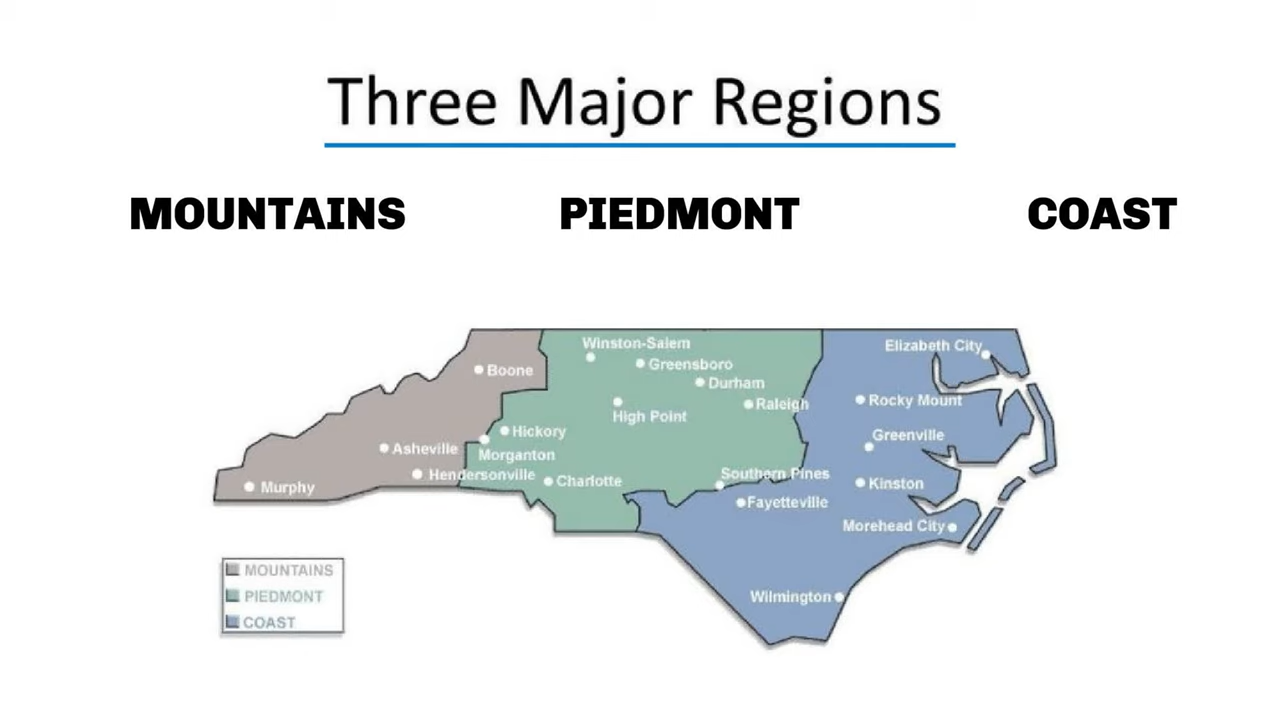 Three Major Regions
MOUNTAINS
PIEDMONT
COAST
Winston-Salem
Elizabeth City
Greensboro
Boone
Durham
Rocky Mount
Raleigh
High Point
Hickory
Greenville
Asheville
Morganton
Hendersonville
Southern Pines
Charlotte
Kinston
Murphy
Fayetteville
Morehead City
Wilmington
MOUNTAINS
PIEDMONT
COAST